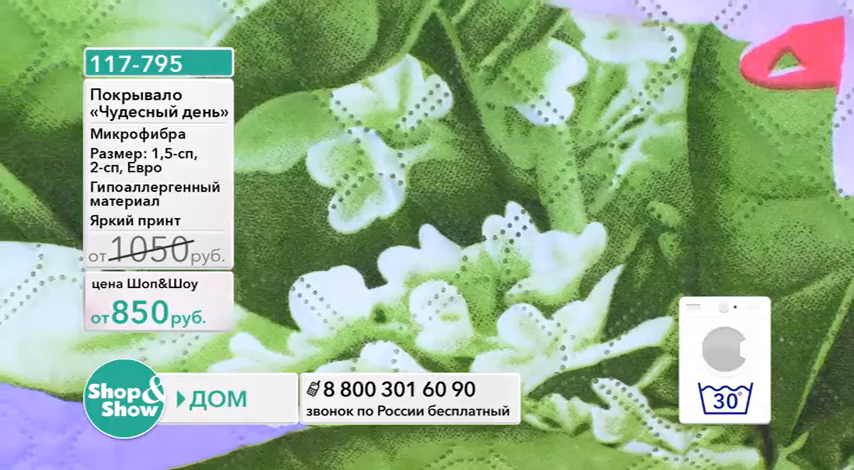 117-795
Покрывало
«Чудесный день»
Микрофибра
Размер: 1,5-сп,
2-сп, Евро
Гипоаллергенный
материал
Яркий принт
от 1050 руб.
цена Шоп&Шоу
от 850 руб.
Shop&
Show
ДОМ
8 800 301 60 90
звонок по России бесплатный
30°